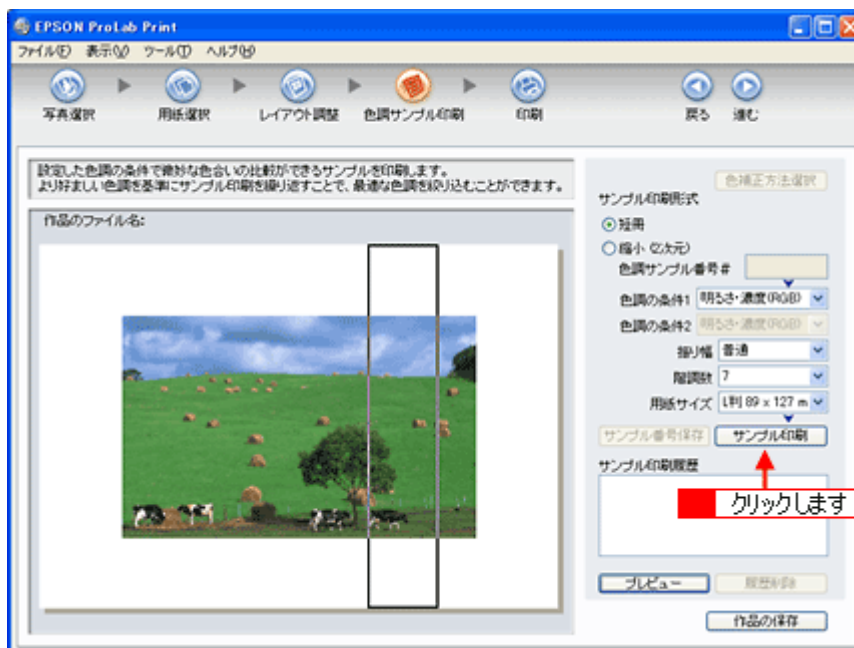 EPSON ProLab Print
ファイル(F) 表示(V) ツール(T) ヘルプ(H)
写真選択 用紙選択 レイアウト調整 色調サンプル印刷 印刷 戻る 進む
設定した色調の条件で微妙な色合いの比較ができるサンプルを印刷します。
より好ましい色調を基準にサンプル印刷を繰り返すことで、最適な色調を絞り込むことができます。
作品のファイル名:
色補正方法選択
サンプル印刷形式
短冊
縮小(2次元)
色調サンプル番号#
色調の条件1 明るさ・濃度(RGB)
色調の条件2 明るさ・濃度(RGB)
振り幅 普通
階調数 7
用紙サイズ L判 89 x 127 m
サンプル番号保存 サンプル印刷
サンプル印刷履歴
クリックします
プレビュー 履歴削除
作品の保存